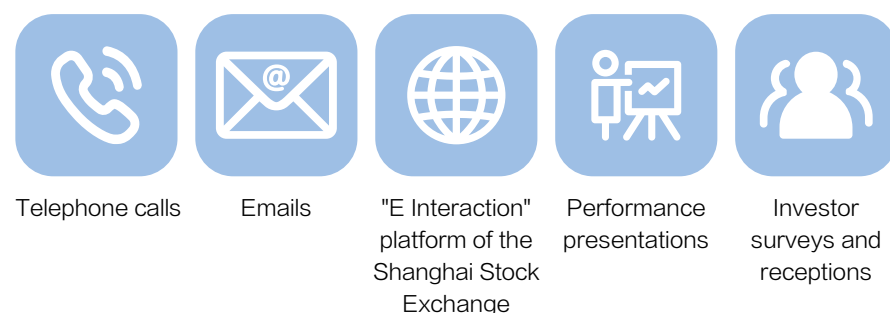 @
Telephone calls
Emails
"E Interaction"
platform of the
Shanghai Stock
Exchange
Performance
presentations
Investor
surveys and
receptions